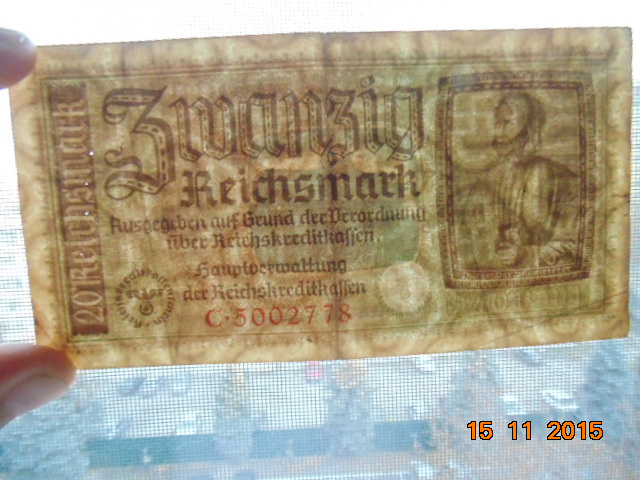 20 Reichsmark
Zwanzig
Reichsmark
Ausgegeben auf Grund der Verordnung
über Reichskreditkassen.
Hauptverwaltung
der Reichskreditkassen
C·5002778
15 11 2015